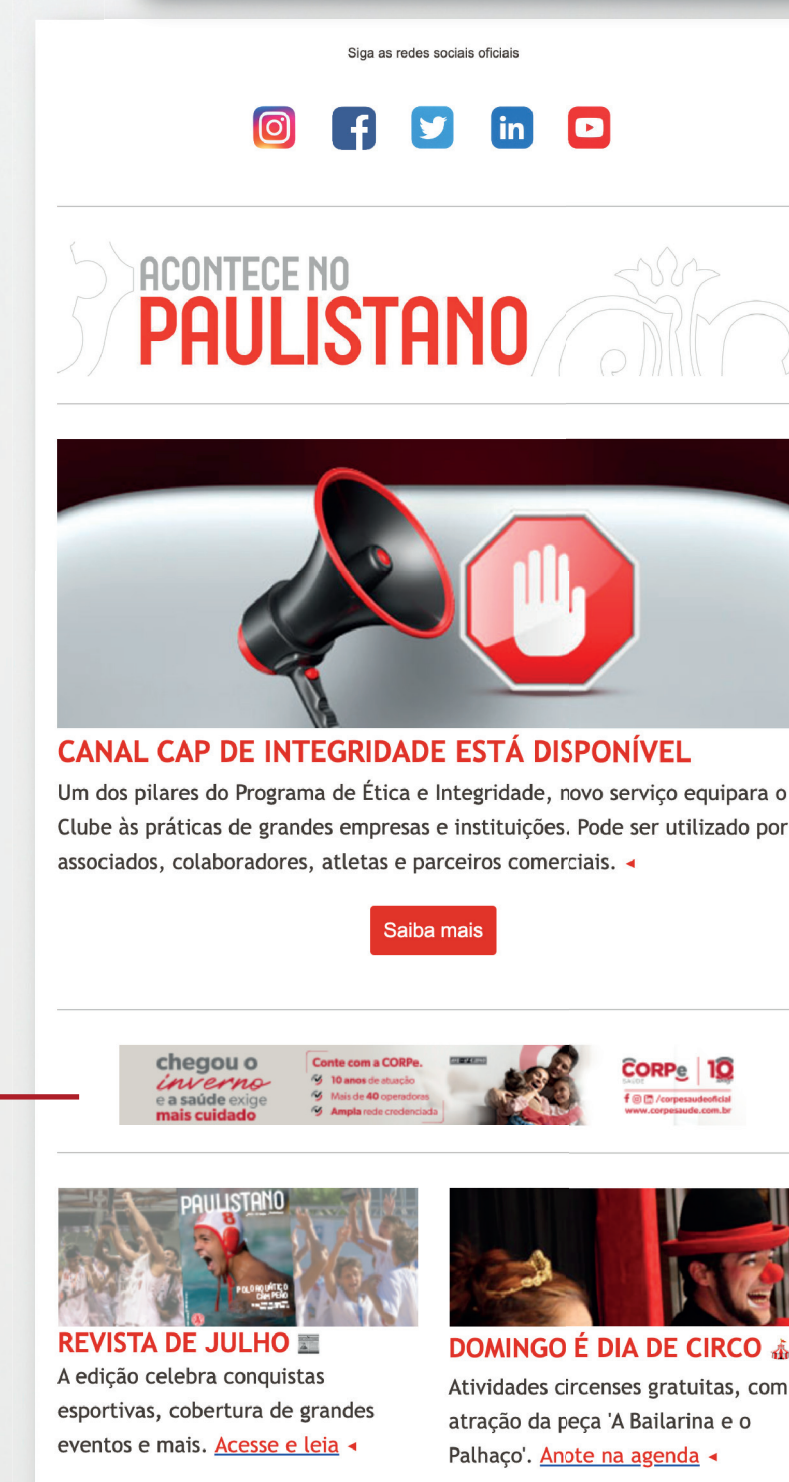 Siga as redes sociais oficiais
ACONTECE NO
PAULISTANO
CANAL CAP DE INTEGRIDADE ESTÁ DISPONÍVEL
Um dos pilares do Programa de Ética e Integridade, novo serviço equipara o
Clube às práticas de grandes empresas e instituições. Pode ser utilizado por
associados, colaboradores, atletas e parceiros comerciais.
Saiba mais
chegou o
inverno
e a saúde exige
mais cuidado
Conte com a CORPe.
10 anos de atuação
Mais de 40 operadoras
Ampla rede credenciada
CORPe 10
SAÚDE
/corpesaudeoficial
www.corpesaude.com.br
PAULISTANO
8
POLO AQUÁTICO
CAMPEÃO
REVISTA DE JULHO
A edição celebra conquistas
esportivas, cobertura de grandes
eventos e mais. Acesse e leia
DOMINGO É DIA DE CIRCO
Atividades circenses gratuitas, com
atração da peça 'A Bailarina e o
Palhaço'. Anote na agenda